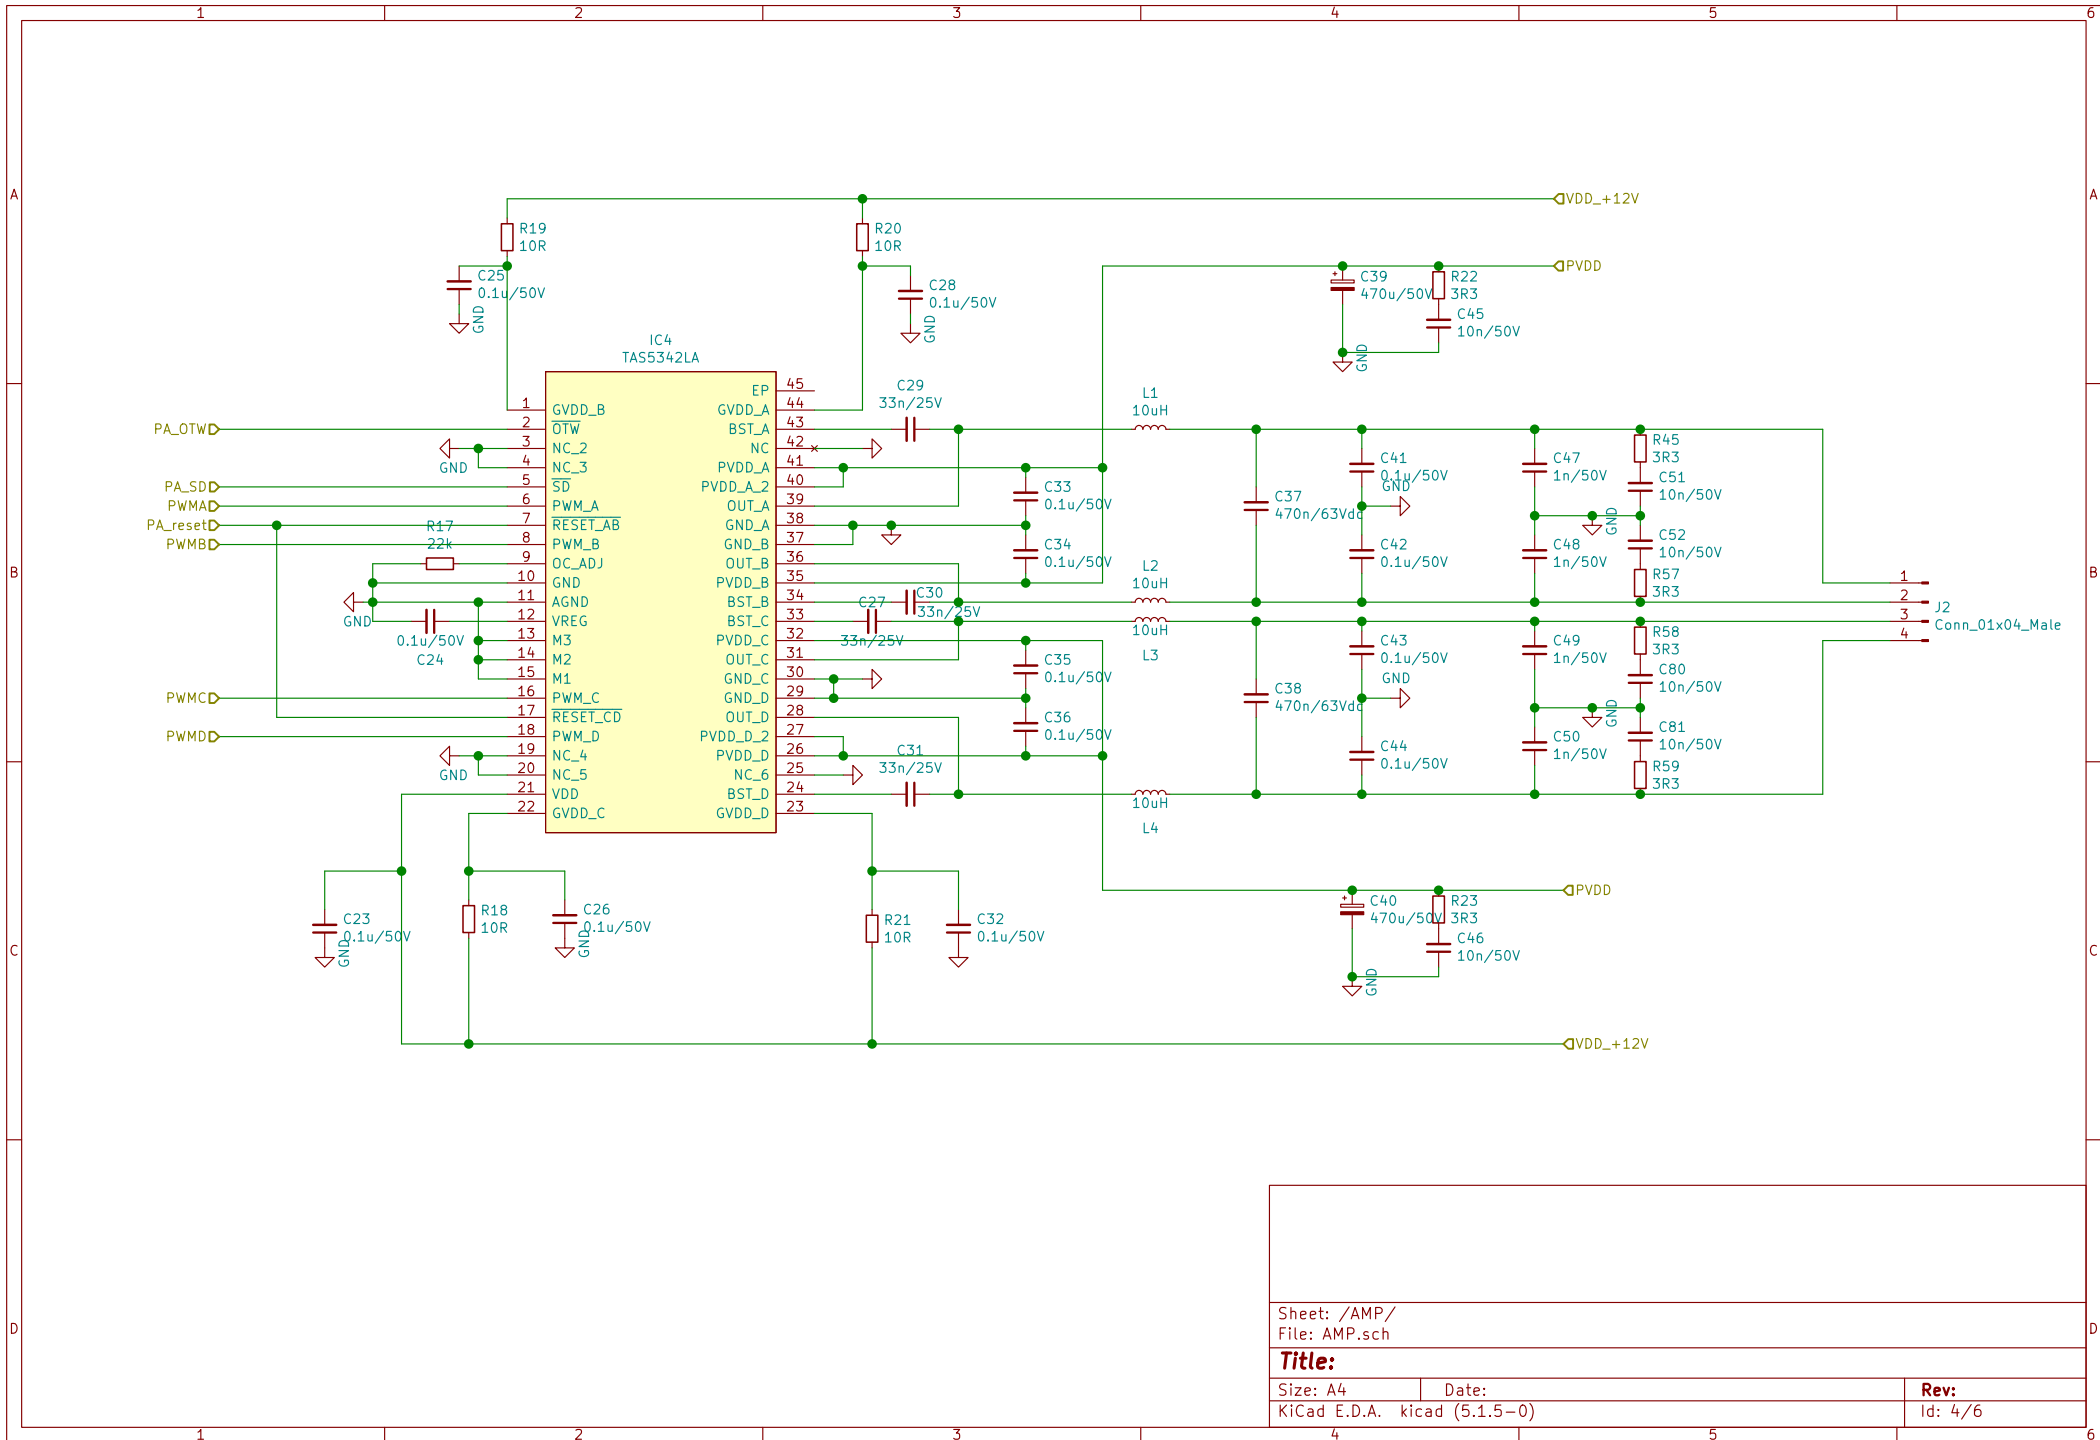 1 2 3 4 5 6
A A
VDD_+12V
R19
10R
R20
10R
PVDD
C25
0.1u/50V
GND
C28
0.1u/50V
GND
C39
470u/50V
R22
3R3
C45
10n/50V
GND
IC4
TAS5342LA
EP 45
1 GVDD_B GVDD_A 44
PA_OTW 2 OTW BST_A 43
GND 3 NC_2 NC 42
4 NC_3 PVDD_A 41
PA_SD 5 SD PVDD_A_2 40
PWMA 6 PWM_A OUT_A 39
PA_reset 7 RESET_AB GND_A 38
PWMB 8 PWM_B GND_B 37
R17
22k
9 OC_ADJ OUT_B 36
10 GND PVDD_B 35
GND 11 AGND BST_B 34
12 VREG BST_C 33
0.1u/50V
C24
13 M3 PVDD_C 32
14 M2 OUT_C 31
15 M1 GND_C 30
PWMC 16 PWM_C GND_D 29
17 RESET_CD OUT_D 28
PWMD 18 PWM_D PVDD_D_2 27
19 NC_4 PVDD_D 26
GND 20 NC_5 NC_6 25
21 VDD BST_D 24
22 GVDD_C GVDD_D 23
C29
33n/25V
L1
10uH
C33
0.1u/50V
C34
0.1u/50V
L2
10uH
C30
33n/25V
C27
33n/25V
10uH
L3
C35
0.1u/50V
C36
0.1u/50V
C31
33n/25V
10uH
L4
C37
470n/63Vdc
C38
470n/63Vdc
C41
0.1u/50V
GND
C42
0.1u/50V
C43
0.1u/50V
GND
C44
0.1u/50V
C47
1n/50V
C48
1n/50V
GND
C49
1n/50V
C50
1n/50V
GND
R45
3R3
C51
10n/50V
C52
10n/50V
R57
3R3
R58
3R3
C80
10n/50V
C81
10n/50V
R59
3R3
1
2
3
4
J2
Conn_01x04_Male
B B
C23
0.1u/50V
GND
R18
10R
C26
0.1u/50V
GND
R21
10R
C32
0.1u/50V
PVDD
C40
470u/50V
R23
3R3
C46
10n/50V
GND
VDD_+12V
C C
D D
Sheet: /AMP/
File: AMP.sch
Title:
Size: A4 Date: Rev:
KiCad E.D.A. kicad (5.1.5-0) Id: 4/6
1 2 3 4 5 6